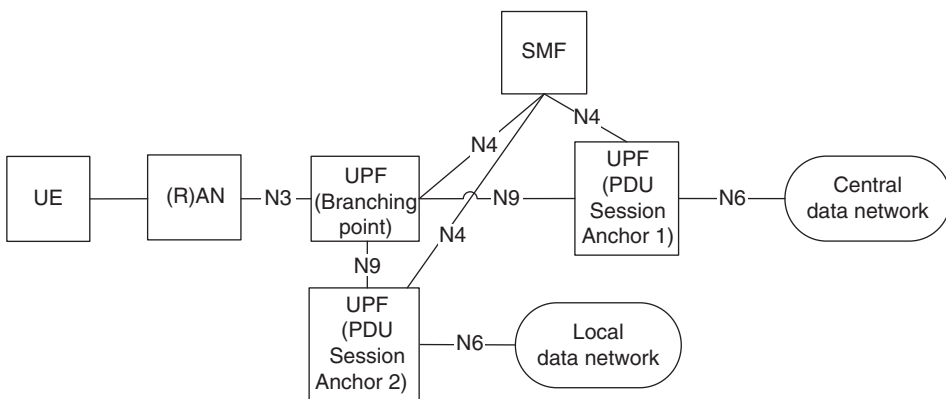 SMF
N4
N4
N4
UE
(R)AN
N3
UPF
(Branching
point)
N9
UPF
(PDU
Session
Anchor 1)
N6
Central
data network
N9
UPF
(PDU
Session
Anchor 2)
N6
Local
data network